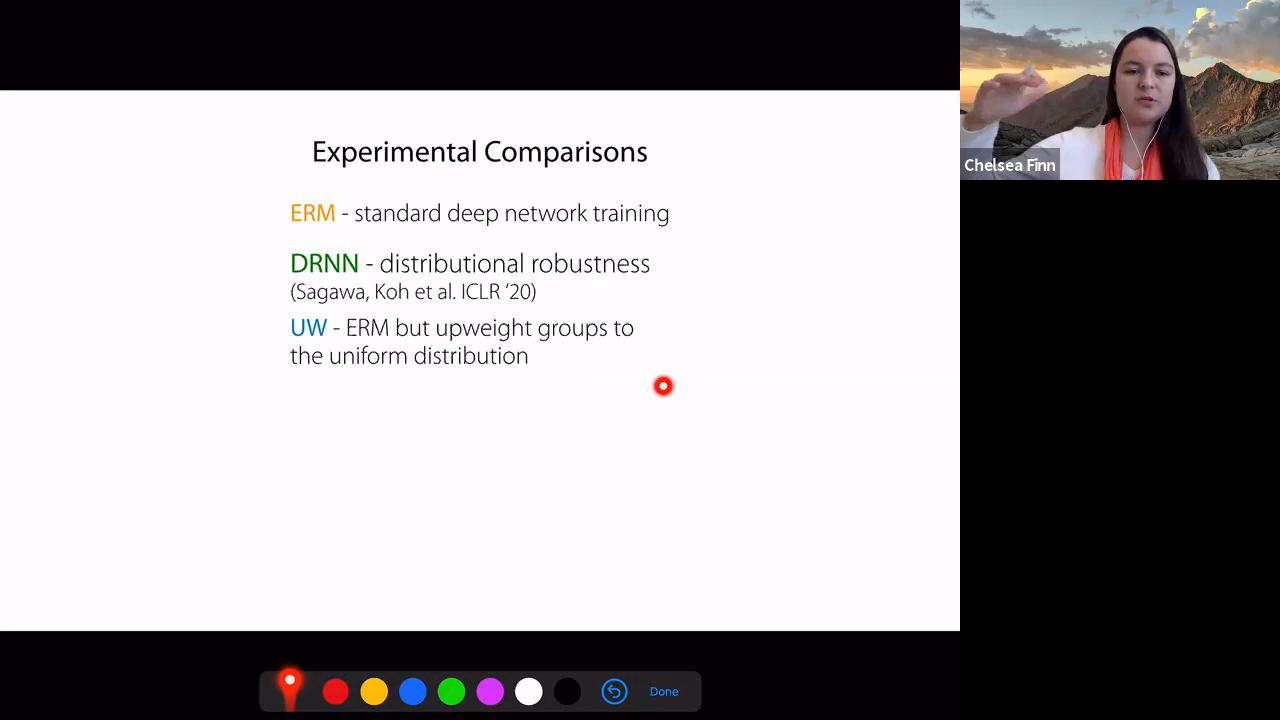 Experimental Comparisons
ERM - standard deep network training
DRNN - distributional robustness
(Sagawa, Koh et al. ICLR ’20)
UW - ERM but upweight groups to
the uniform distribution
Chelsea Finn
Done